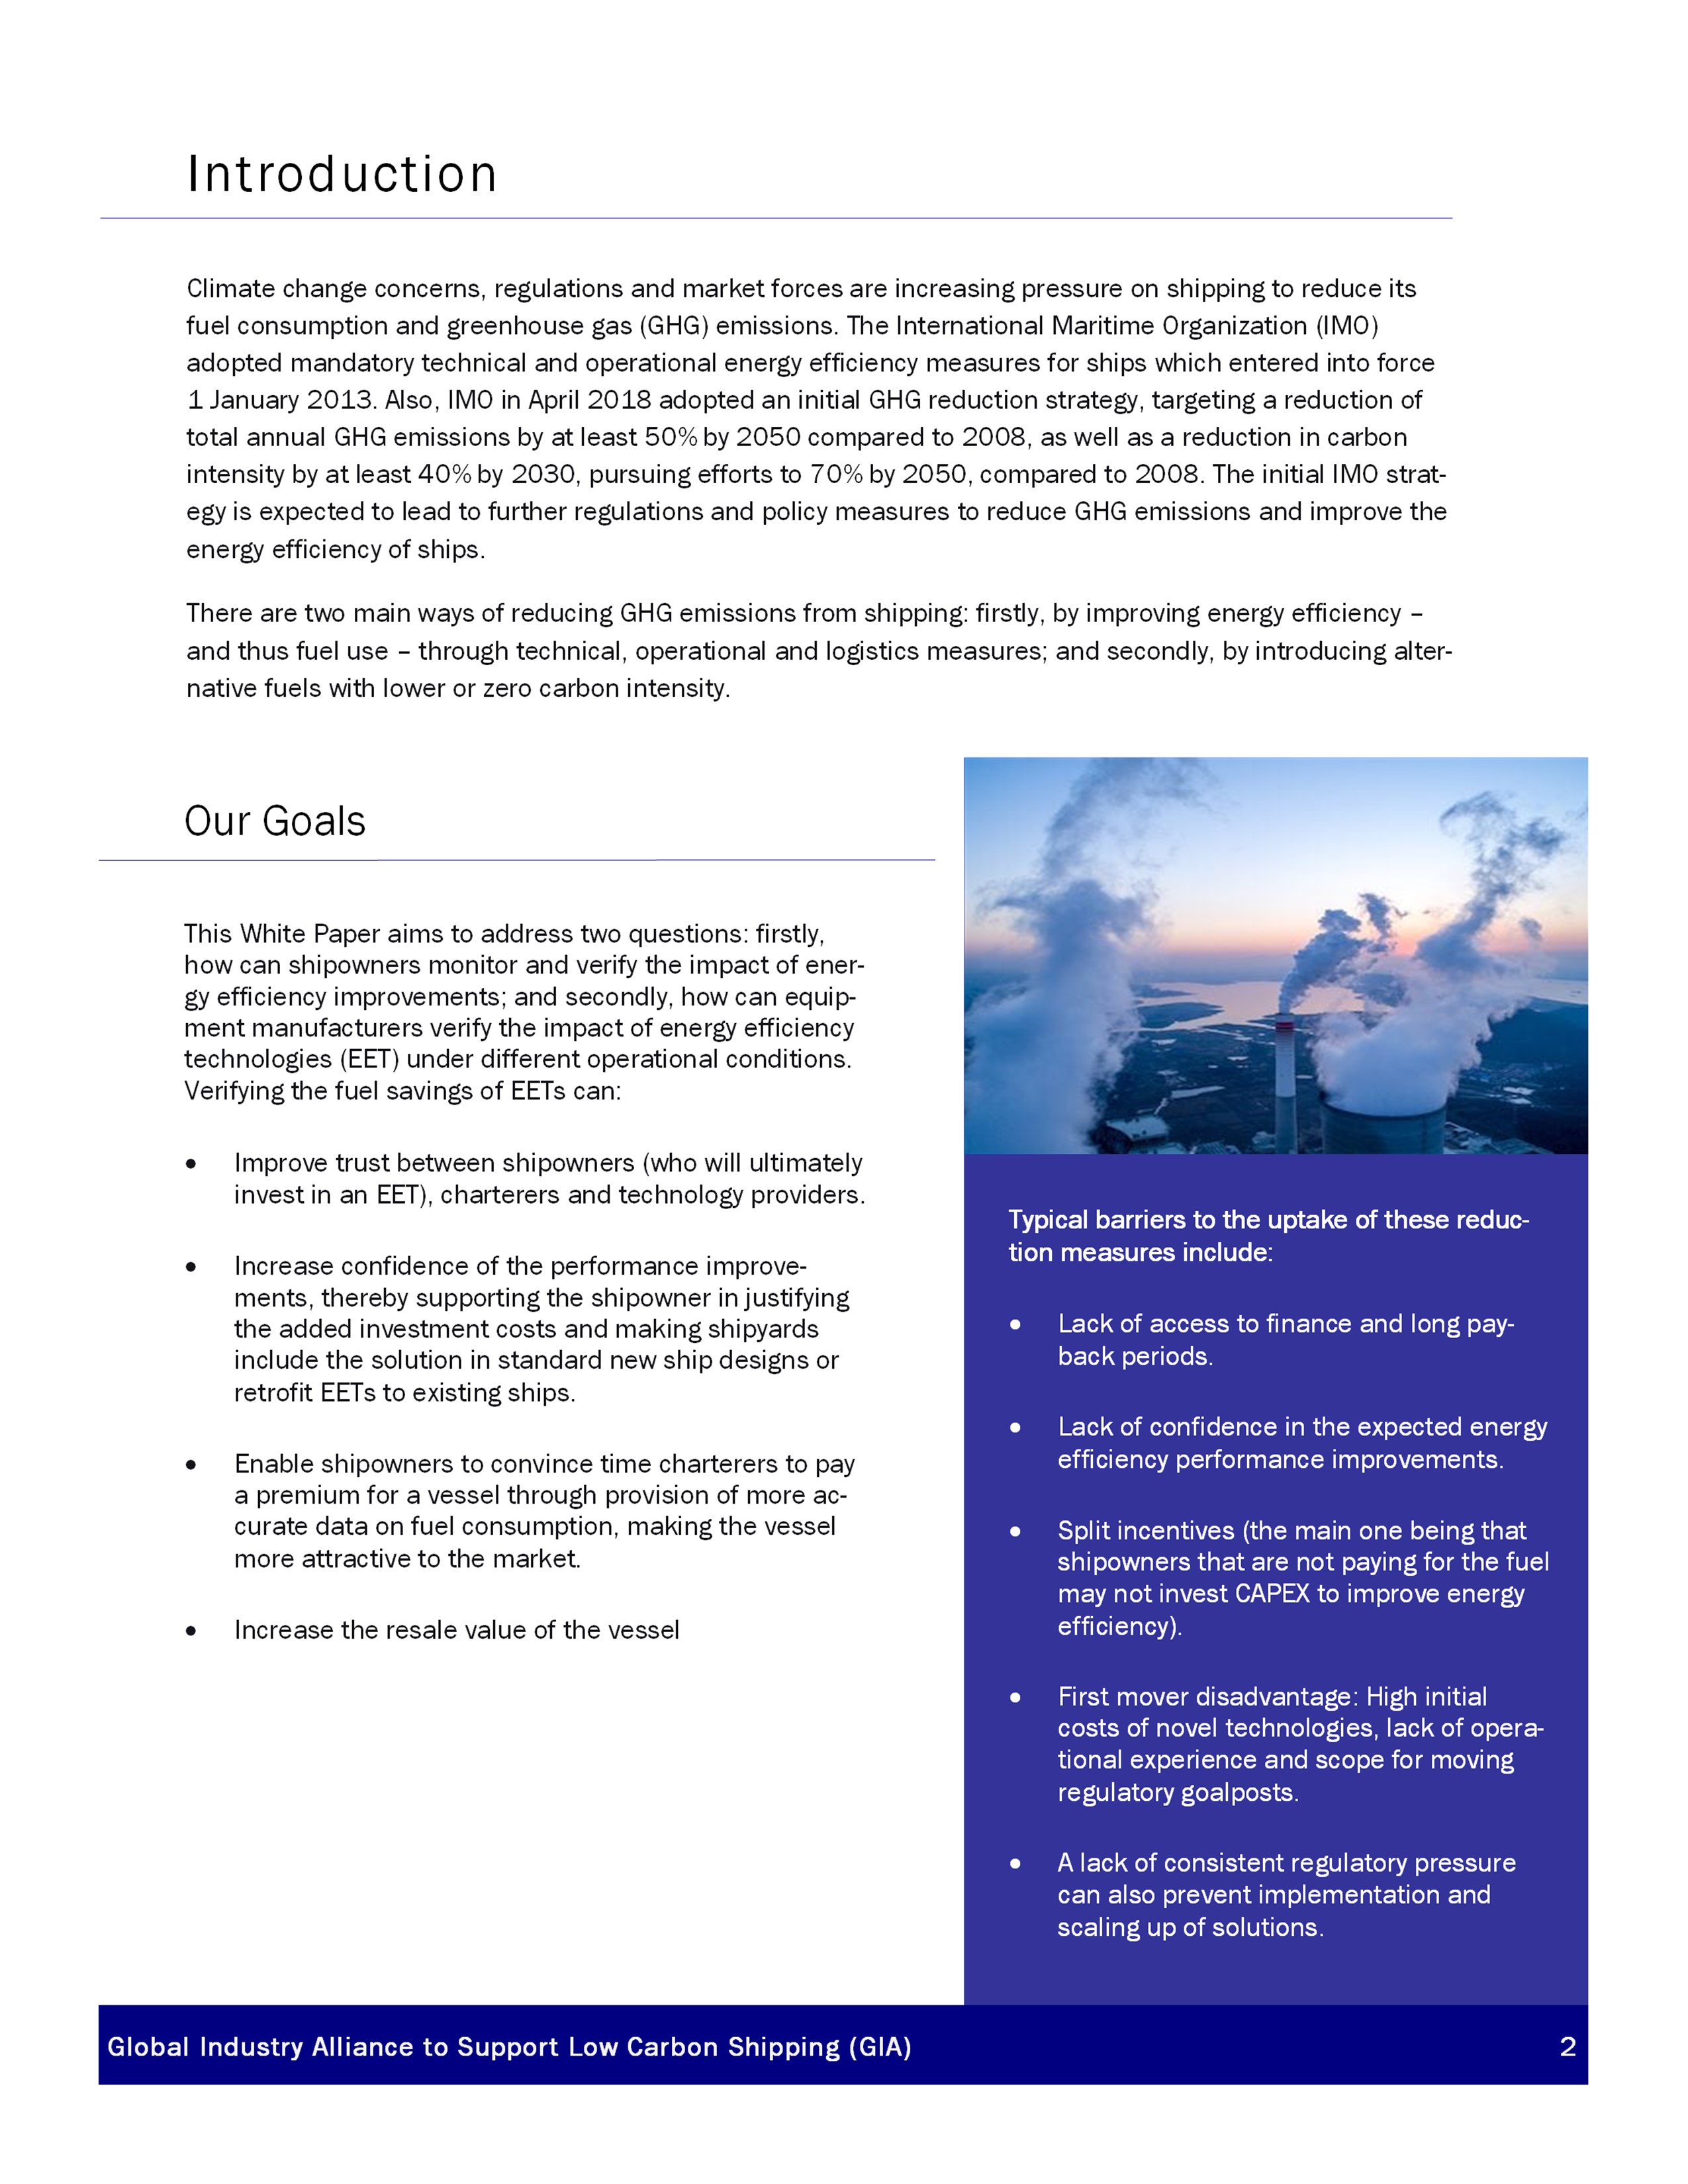 Introduction
Climate change concerns, regulations and market forces are increasing pressure on shipping to reduce its
fuel consumption and greenhouse gas (GHG) emissions. The International Maritime Organization (IMO)
adopted mandatory technical and operational energy efficiency measures for ships which entered into force
1 January 2013. Also, IMO in April 2018 adopted an initial GHG reduction strategy, targeting a reduction of
total annual GHG emissions by at least 50% by 2050 compared to 2008, as well as a reduction in carbon
intensity by at least 40% by 2030, pursuing efforts to 70% by 2050, compared to 2008. The initial IMO strat-
egy is expected to lead to further regulations and policy measures to reduce GHG emissions and improve the
energy efficiency of ships.
There are two main ways of reducing GHG emissions from shipping: firstly, by improving energy efficiency –
and thus fuel use – through technical, operational and logistics measures; and secondly, by introducing alter-
native fuels with lower or zero carbon intensity.
Our Goals
This White Paper aims to address two questions: firstly,
how can shipowners monitor and verify the impact of ener-
gy efficiency improvements; and secondly, how can equip-
ment manufacturers verify the impact of energy efficiency
technologies (EET) under different operational conditions.
Verifying the fuel savings of EETs can:
• Improve trust between shipowners (who will ultimately
invest in an EET), charterers and technology providers.
• Increase confidence of the performance improve-
ments, thereby supporting the shipowner in justifying
the added investment costs and making shipyards
include the solution in standard new ship designs or
retrofit EETs to existing ships.
• Enable shipowners to convince time charterers to pay
a premium for a vessel through provision of more ac-
curate data on fuel consumption, making the vessel
more attractive to the market.
• Increase the resale value of the vessel
Typical barriers to the uptake of these reduc-
tion measures include:
• Lack of access to finance and long pay-
back periods.
• Lack of confidence in the expected energy
efficiency performance improvements.
• Split incentives (the main one being that
shipowners that are not paying for the fuel
may not invest CAPEX to improve energy
efficiency).
• First mover disadvantage: High initial
costs of novel technologies, lack of opera-
tional experience and scope for moving
regulatory goalposts.
• A lack of consistent regulatory pressure
can also prevent implementation and
scaling up of solutions.
Global Industry Alliance to Support Low Carbon Shipping (GIA) 2